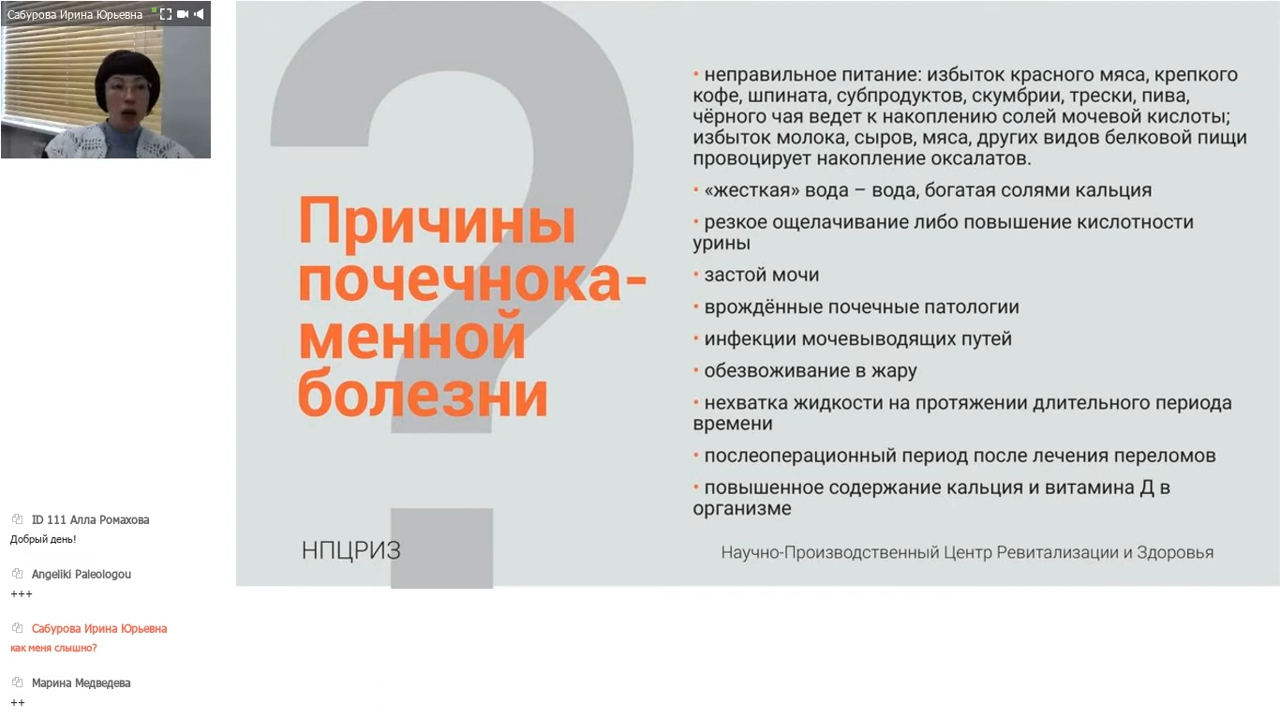 Сабурова Ирина Юрьевна
Причины
почечнока-
менной
болезни
НПЦРИЗ
• неправильное питание: избыток красного мяса, крепкого
кофе, шпината, субпродуктов, скумбрии, трески, пива,
чёрного чая ведет к накоплению солей мочевой кислоты;
избыток молока, сыров, мяса, других видов белковой пищи
провоцирует накопление оксалатов.
• «жесткая» вода – вода, богатая солями кальция
• резкое ощелачивание либо повышение кислотности
урины
• застой мочи
• врождённые почечные патологии
• инфекции мочевыводящих путей
• обезвоживание в жару
• нехватка жидкости на протяжении длительного периода
времени
• послеоперационный период после лечения переломов
• повышенное содержание кальция и витамина Д в
организме
Научно-Производственный Центр Ревитализации и Здоровья
ID 111 Алла Ромахова
Добрый день!
Angeliki Paleologou
+++
Сабурова Ирина Юрьевна
как меня слышно?
Марина Медведева
++